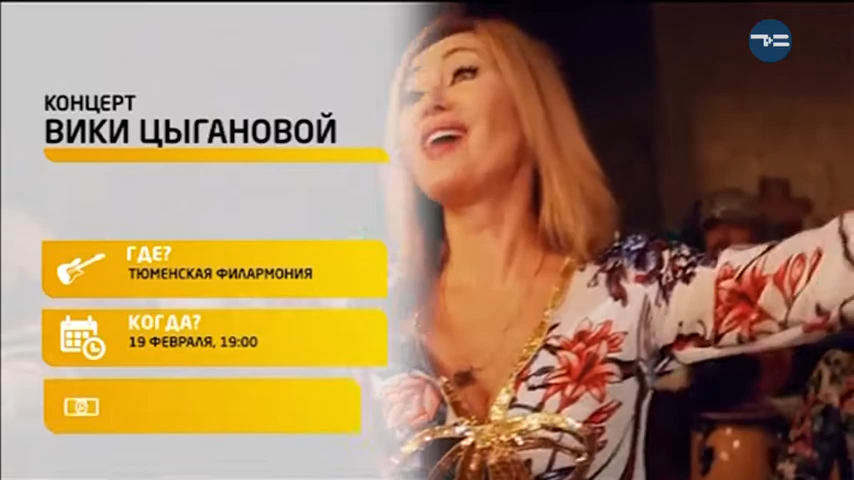 КОНЦЕРТ
ВИКИ ЦЫГАНОВОЙ
ГДЕ?
ТЮМЕНСКАЯ ФИЛАРМОНИЯ
КОГДА?
19 ФЕВРАЛЯ, 19:00